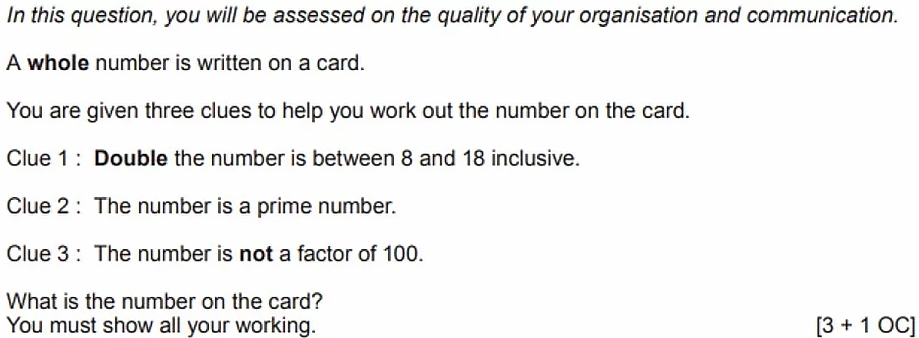 In this question, you will be assessed on the quality of your organisation and communication.
A whole number is written on a card.
You are given three clues to help you work out the number on the card.
Clue 1 : Double the number is between 8 and 18 inclusive.
Clue 2 : The number is a prime number.
Clue 3 : The number is not a factor of 100.
What is the number on the card?
You must show all your working. [3 + 1 OC]